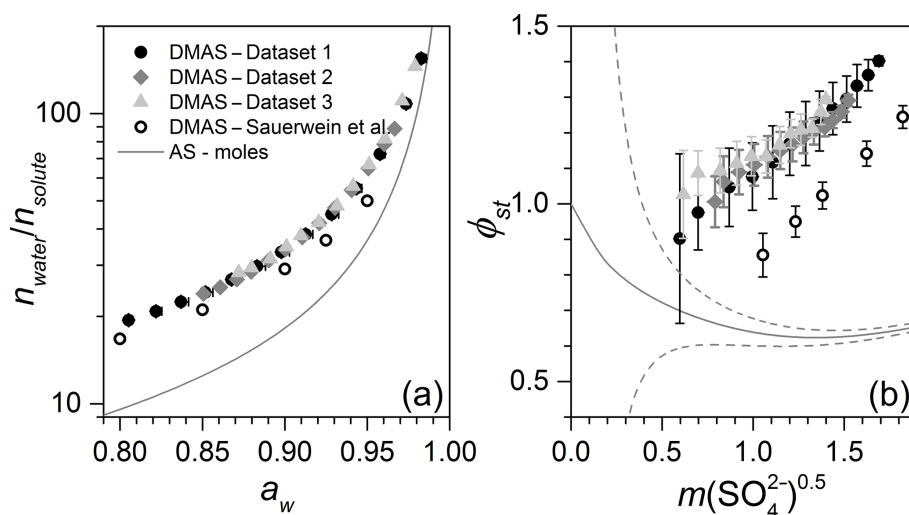 DMAS – Dataset 1
DMAS – Dataset 2
DMAS – Dataset 3
DMAS – Sauerwein et al.
AS - moles
n_water/n_solute
100
10
(a)
0.80 0.85 0.90 0.95 1.00
a_w
ϕ_st
1.5
1.0
0.5
(b)
0.0 0.5 1.0 1.5
m(SO₄²⁻)^0.5